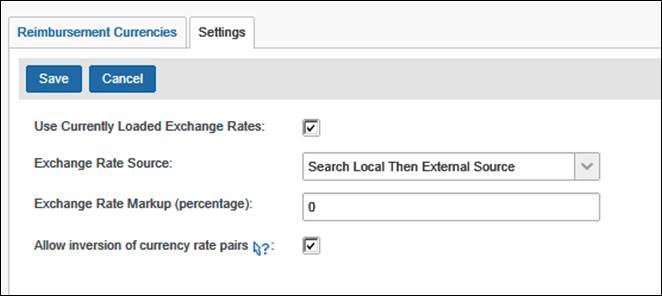 Reimbursement Currencies Settings
Save Cancel
Use Currently Loaded Exchange Rates:
Exchange Rate Source: Search Local Then External Source
Exchange Rate Markup (percentage): 0
Allow inversion of currency rate pairs ?: